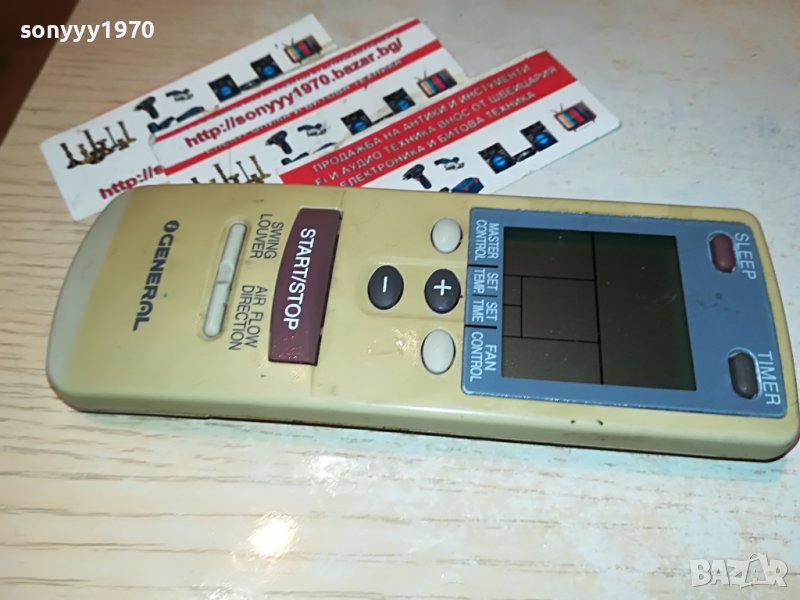 sonyyy1970
http://sonyyy1970.bazar.bg/
http://s
ПРОДАЖБА НА АНТИКИ И ИНСТУМЕНТИ
И АУДИО ТЕХНИКА ВНОС ОТ ШВЕЙЦАРИЯ
ЕЛЕКТРОНИКА И БИТОВА ТЕХНИКА
GENERAL
SWING
LOUVER
AIR FLOW
DIRECTION
START/STOP
-
+
MASTER
CONTROL
SET
TEMP.
SET
TIME
FAN
CONTROL
SLEEP
TIMER
BAZAR